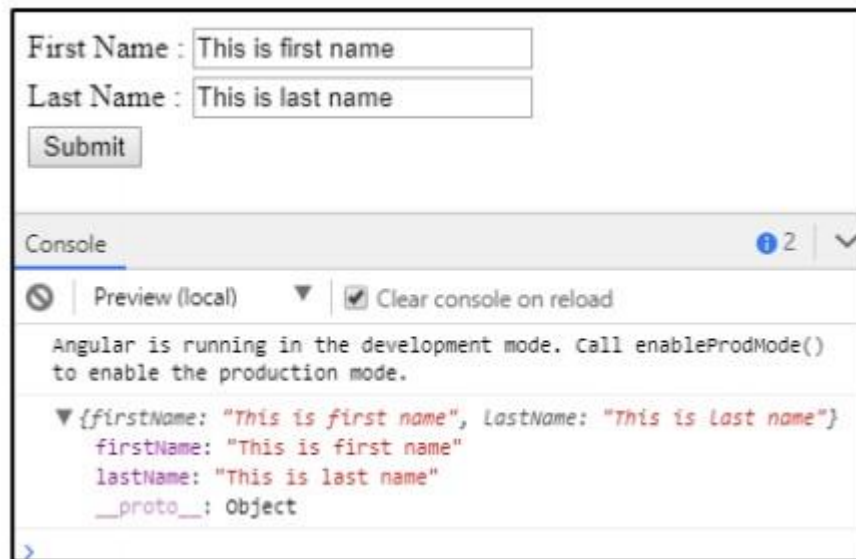 First Name : This is first name
Last Name : This is last name
Submit
Console 2
Preview (local) ▼ Clear console on reload
Angular is running in the development mode. Call enableProdMode()
to enable the production mode.
▼ {firstName: "This is first name", lastName: "This is last name"}
firstName: "This is first name"
lastName: "This is last name"
__proto__: Object
>